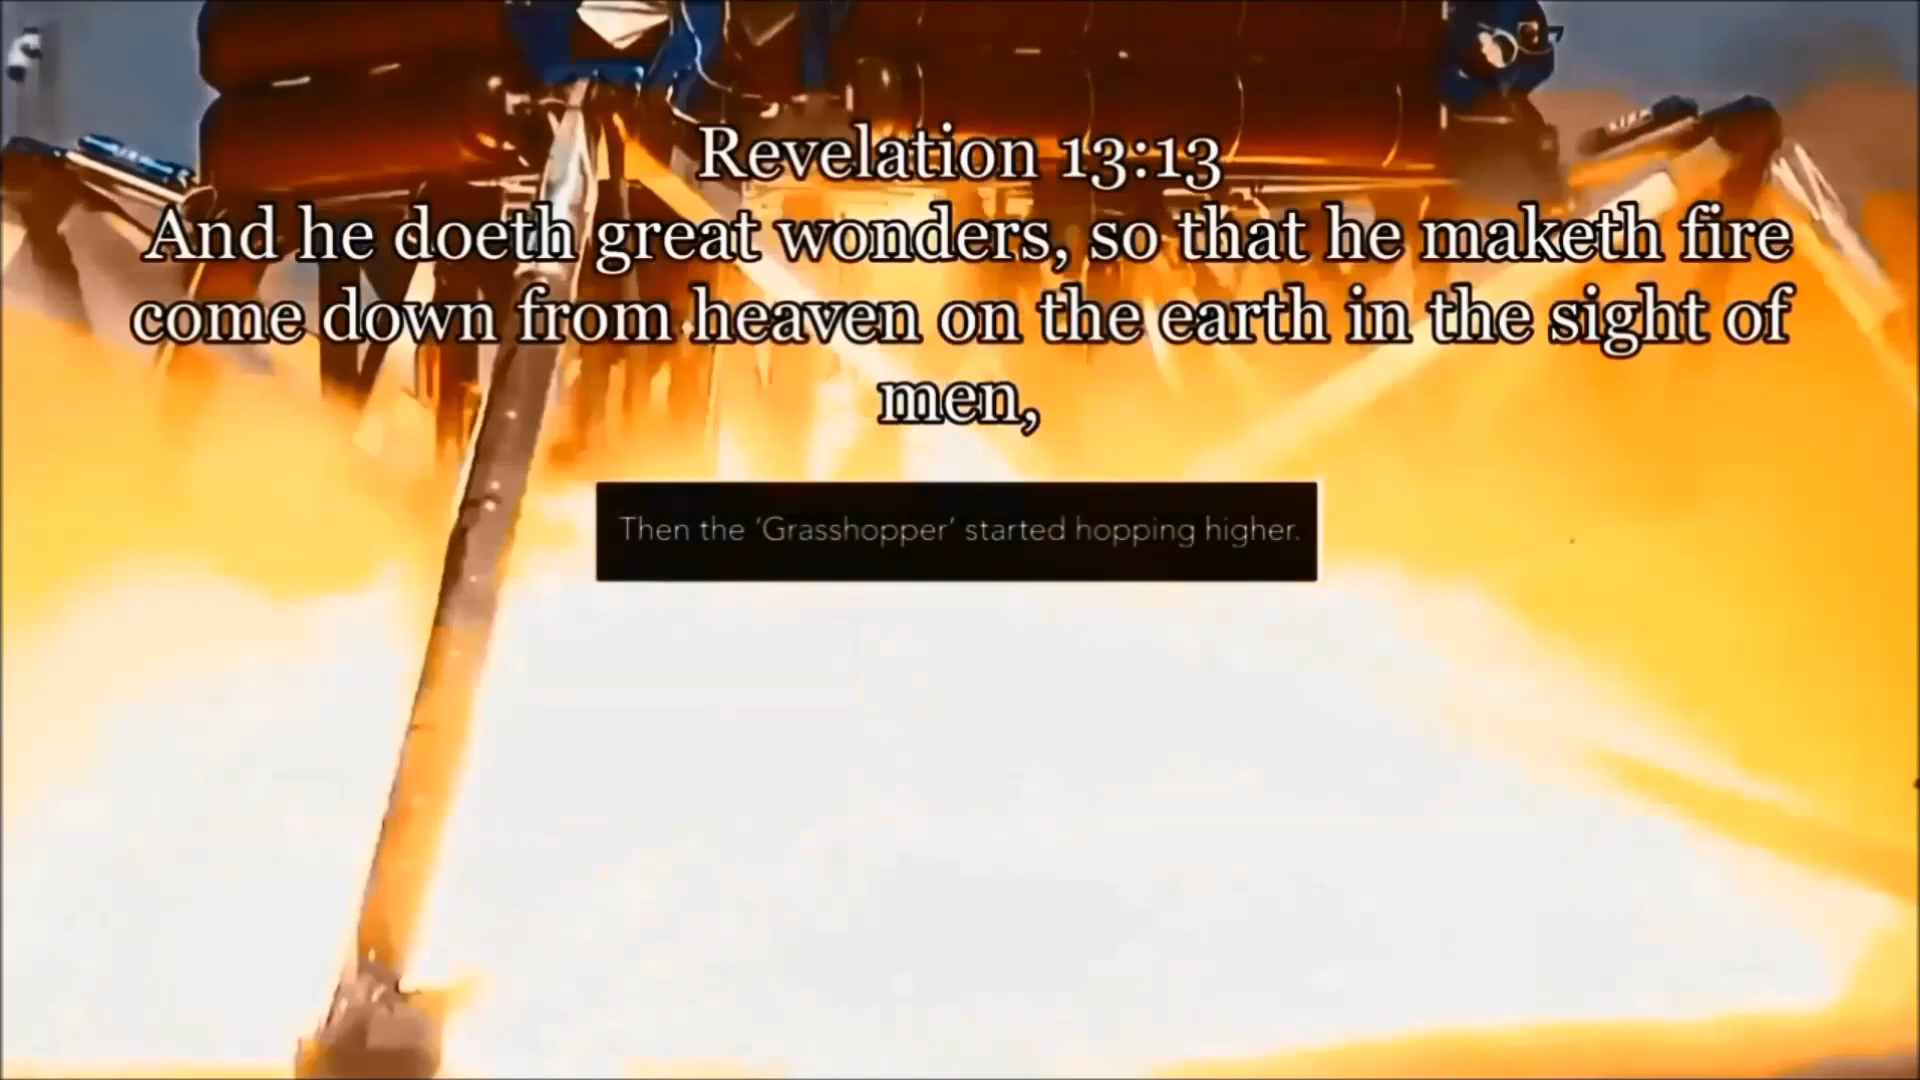 Revelation 13:13
And he doeth great wonders, so that he maketh fire
come down from heaven on the earth in the sight of
men,
Then the ‘Grasshopper’ started hopping higher.